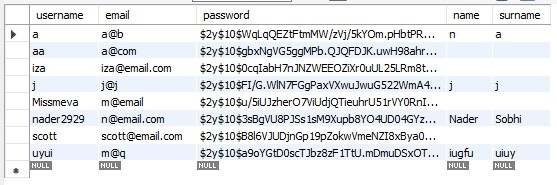 username email password name surname
a a@b $2y$10$WqLqQEZtFtmMW/zVj/5kYOm.pHbtPR... n a
aa a@com $2y$10$gbxNgVG5ggMPb.QJQFDJK.uwH98ahr...
iza iza@email.com $2y$10$0cqIabH7nJNZWEEOZiXr0uUL25LRm8t...
j j@j $2y$10$FI/G.WlN7FGgPaxVXwuJwuG522WmA4... j j
Missmeva m@email $2y$10$u/5iUJzherO7ViUdjQTieuhrU51rVY0RnI...
nader2929 n@email.com $2y$10$3sBgVU8PJSs1sM9Xupb8YO4UD04GYz... Nader Sobhi
scott scott@email.com $2y$10$B8l6VJUDjnGp19pZokwVmeNZI8xBya0...
uyui m@q $2y$10$a9oYGtD0scTJbz8zF1TtU.mDmuDSxOT... iugfu uiuy
NULL NULL NULL NULL NULL